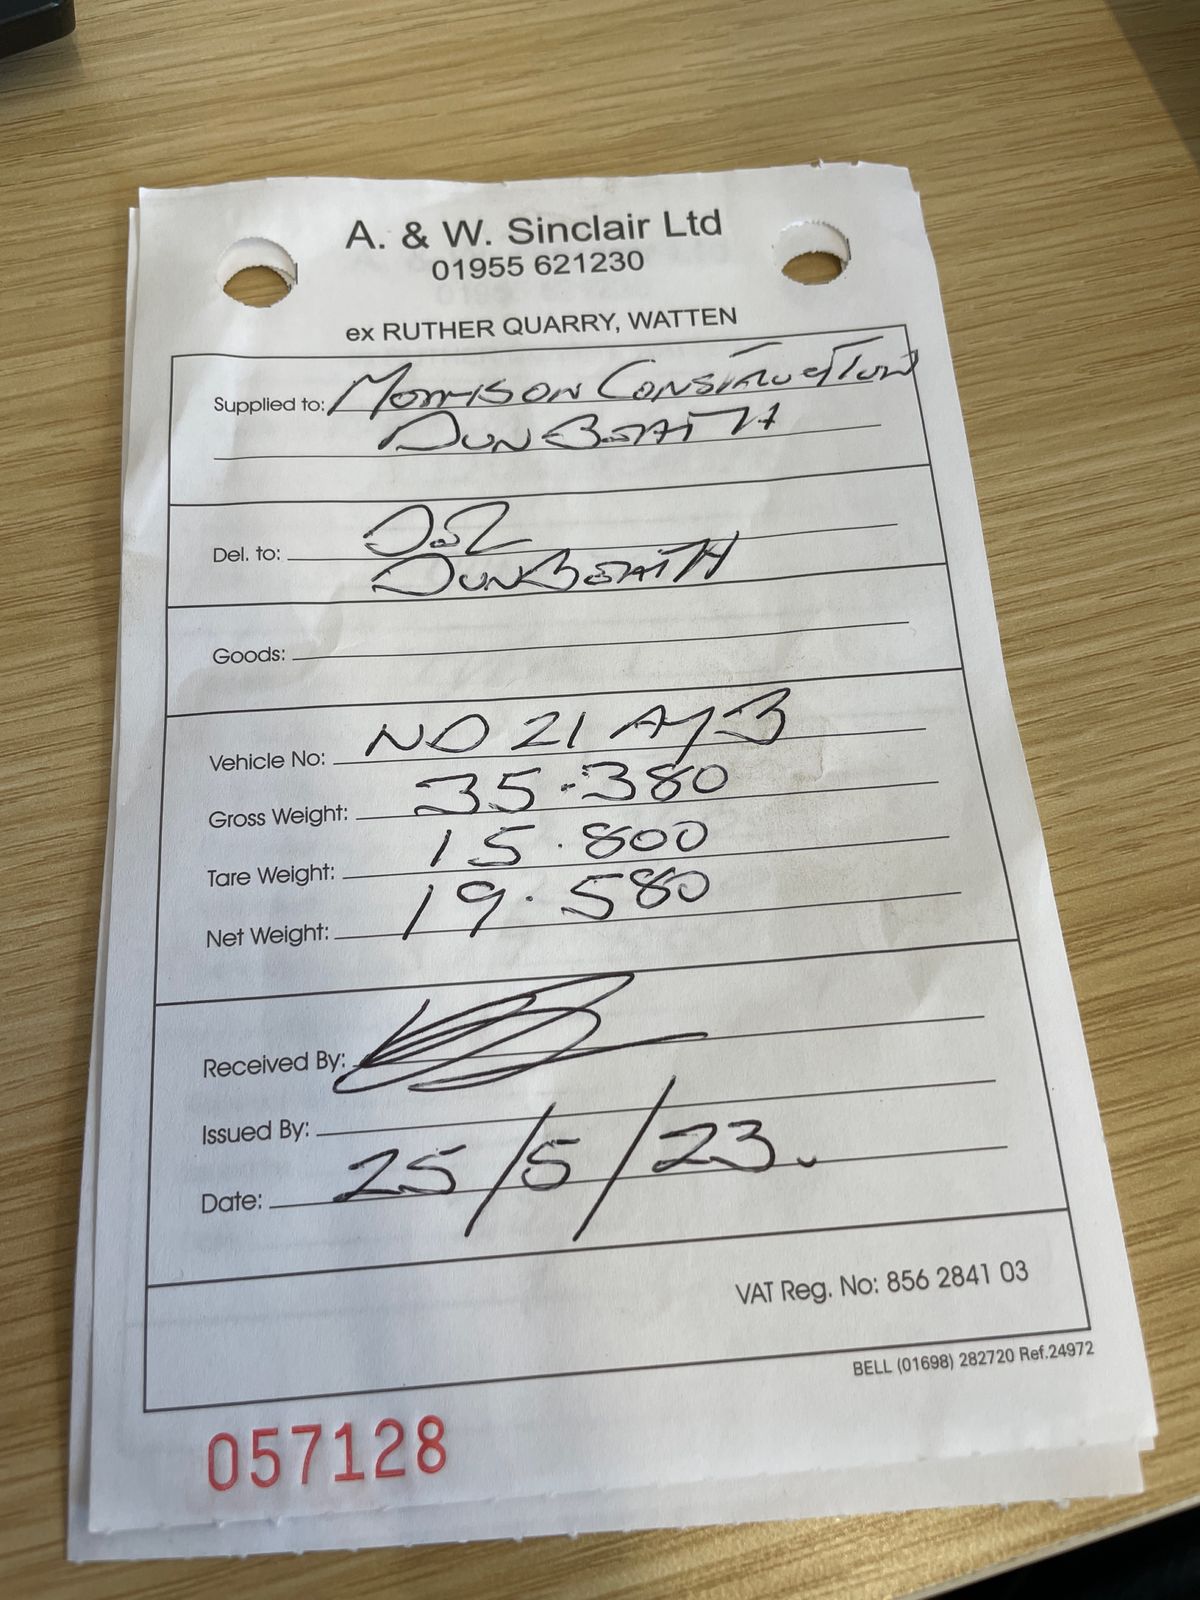 A. & W. Sinclair Ltd
01955 621230
ex RUTHER QUARRY, WATTEN
Supplied to: MORRISON CONSTRUCTION
DUNBEATH
Del. to:
DUNBEATH
Goods:
Vehicle No: ND 21 AYB
Gross Weight: 35.380
Tare Weight: 15.800
Net Weight: 19.580
Received By:
Issued By:
Date: 25/5/23.
VAT Reg. No: 856 2841 03
BELL (01698) 282720 Ref.24972
057128